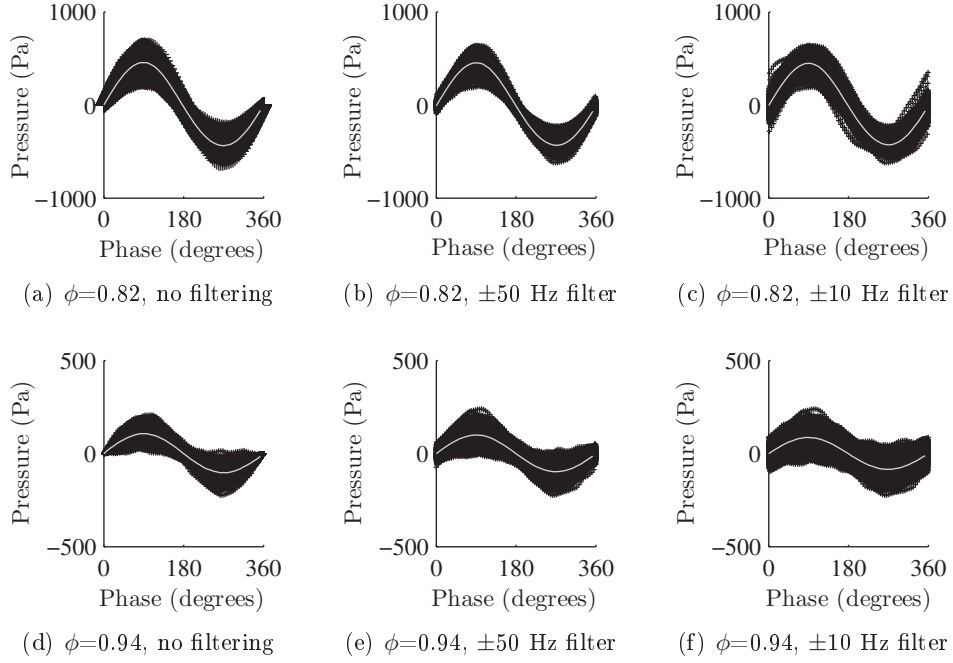 1000
0
−1000
Pressure (Pa)
0 180 360
Phase (degrees)
(a) ϕ=0.82, no filtering
1000
0
−1000
Pressure (Pa)
0 180 360
Phase (degrees)
(b) ϕ=0.82, ±50 Hz filter
1000
0
−1000
Pressure (Pa)
0 180 360
Phase (degrees)
(c) ϕ=0.82, ±10 Hz filter
500
0
−500
Pressure (Pa)
0 180 360
Phase (degrees)
(d) ϕ=0.94, no filtering
500
0
−500
Pressure (Pa)
0 180 360
Phase (degrees)
(e) ϕ=0.94, ±50 Hz filter
500
0
−500
Pressure (Pa)
0 180 360
Phase (degrees)
(f) ϕ=0.94, ±10 Hz filter